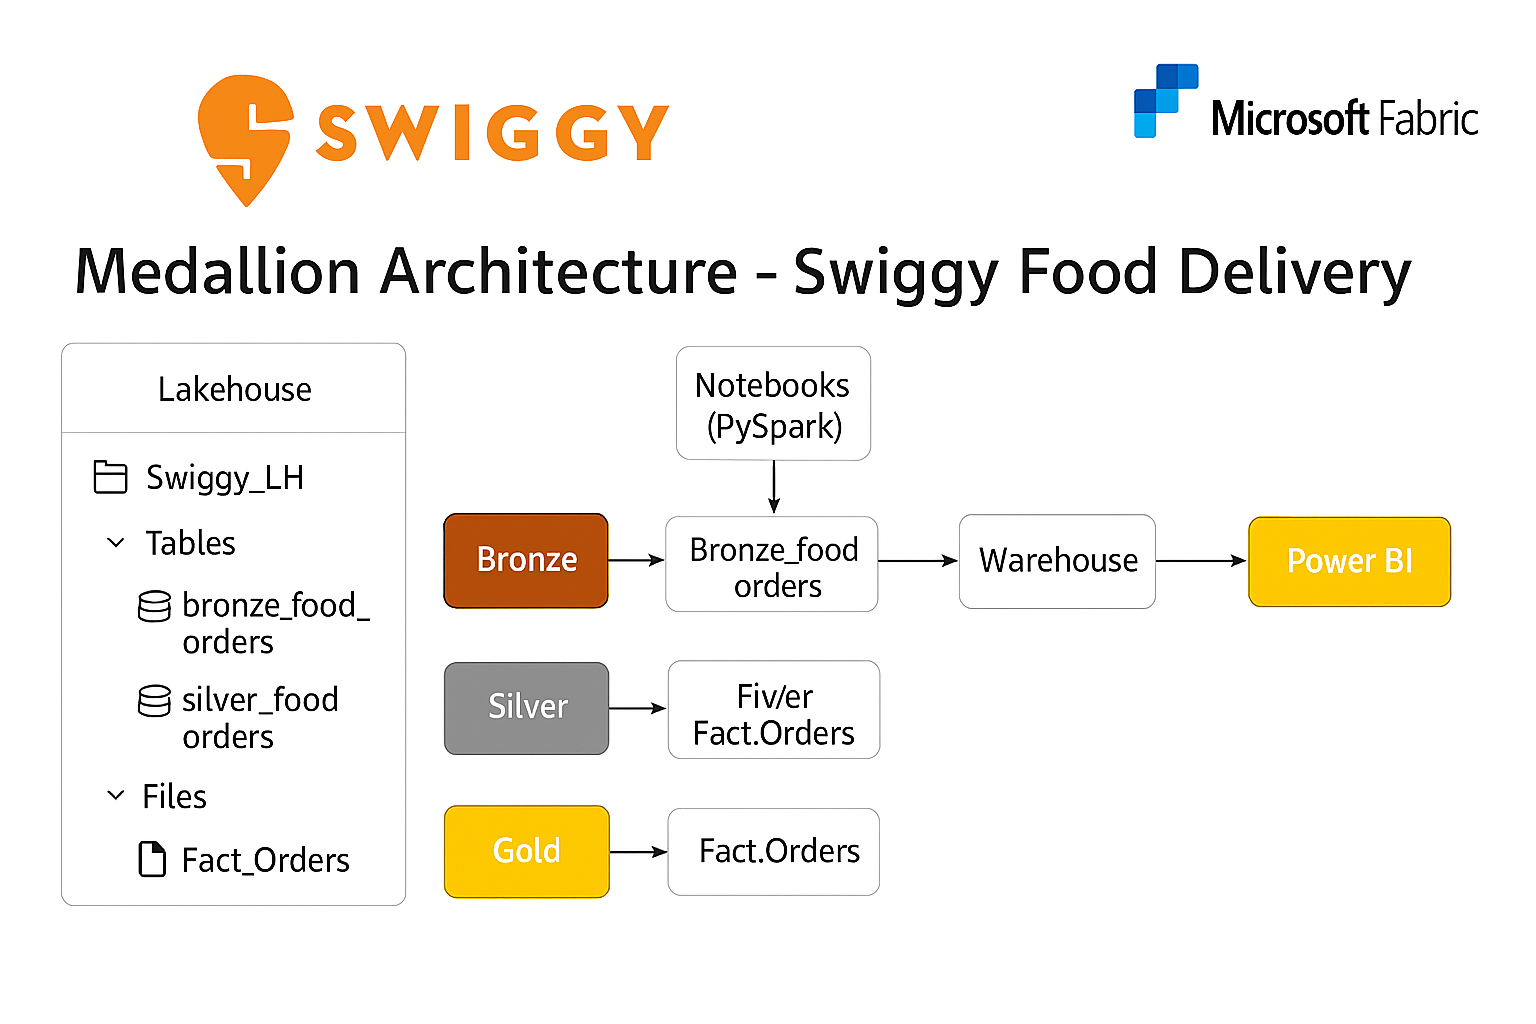 SWIGGY
Microsoft Fabric
Medallion Architecture - Swiggy Food Delivery
Lakehouse
Swiggy_LH
Tables
bronze_food_
orders
silver_food
orders
Files
Fact_Orders
Notebooks
(PySpark)
Bronze
Bronze_food
orders
Warehouse
Power BI
Silver
Fiv/er
Fact.Orders
Gold
Fact.Orders